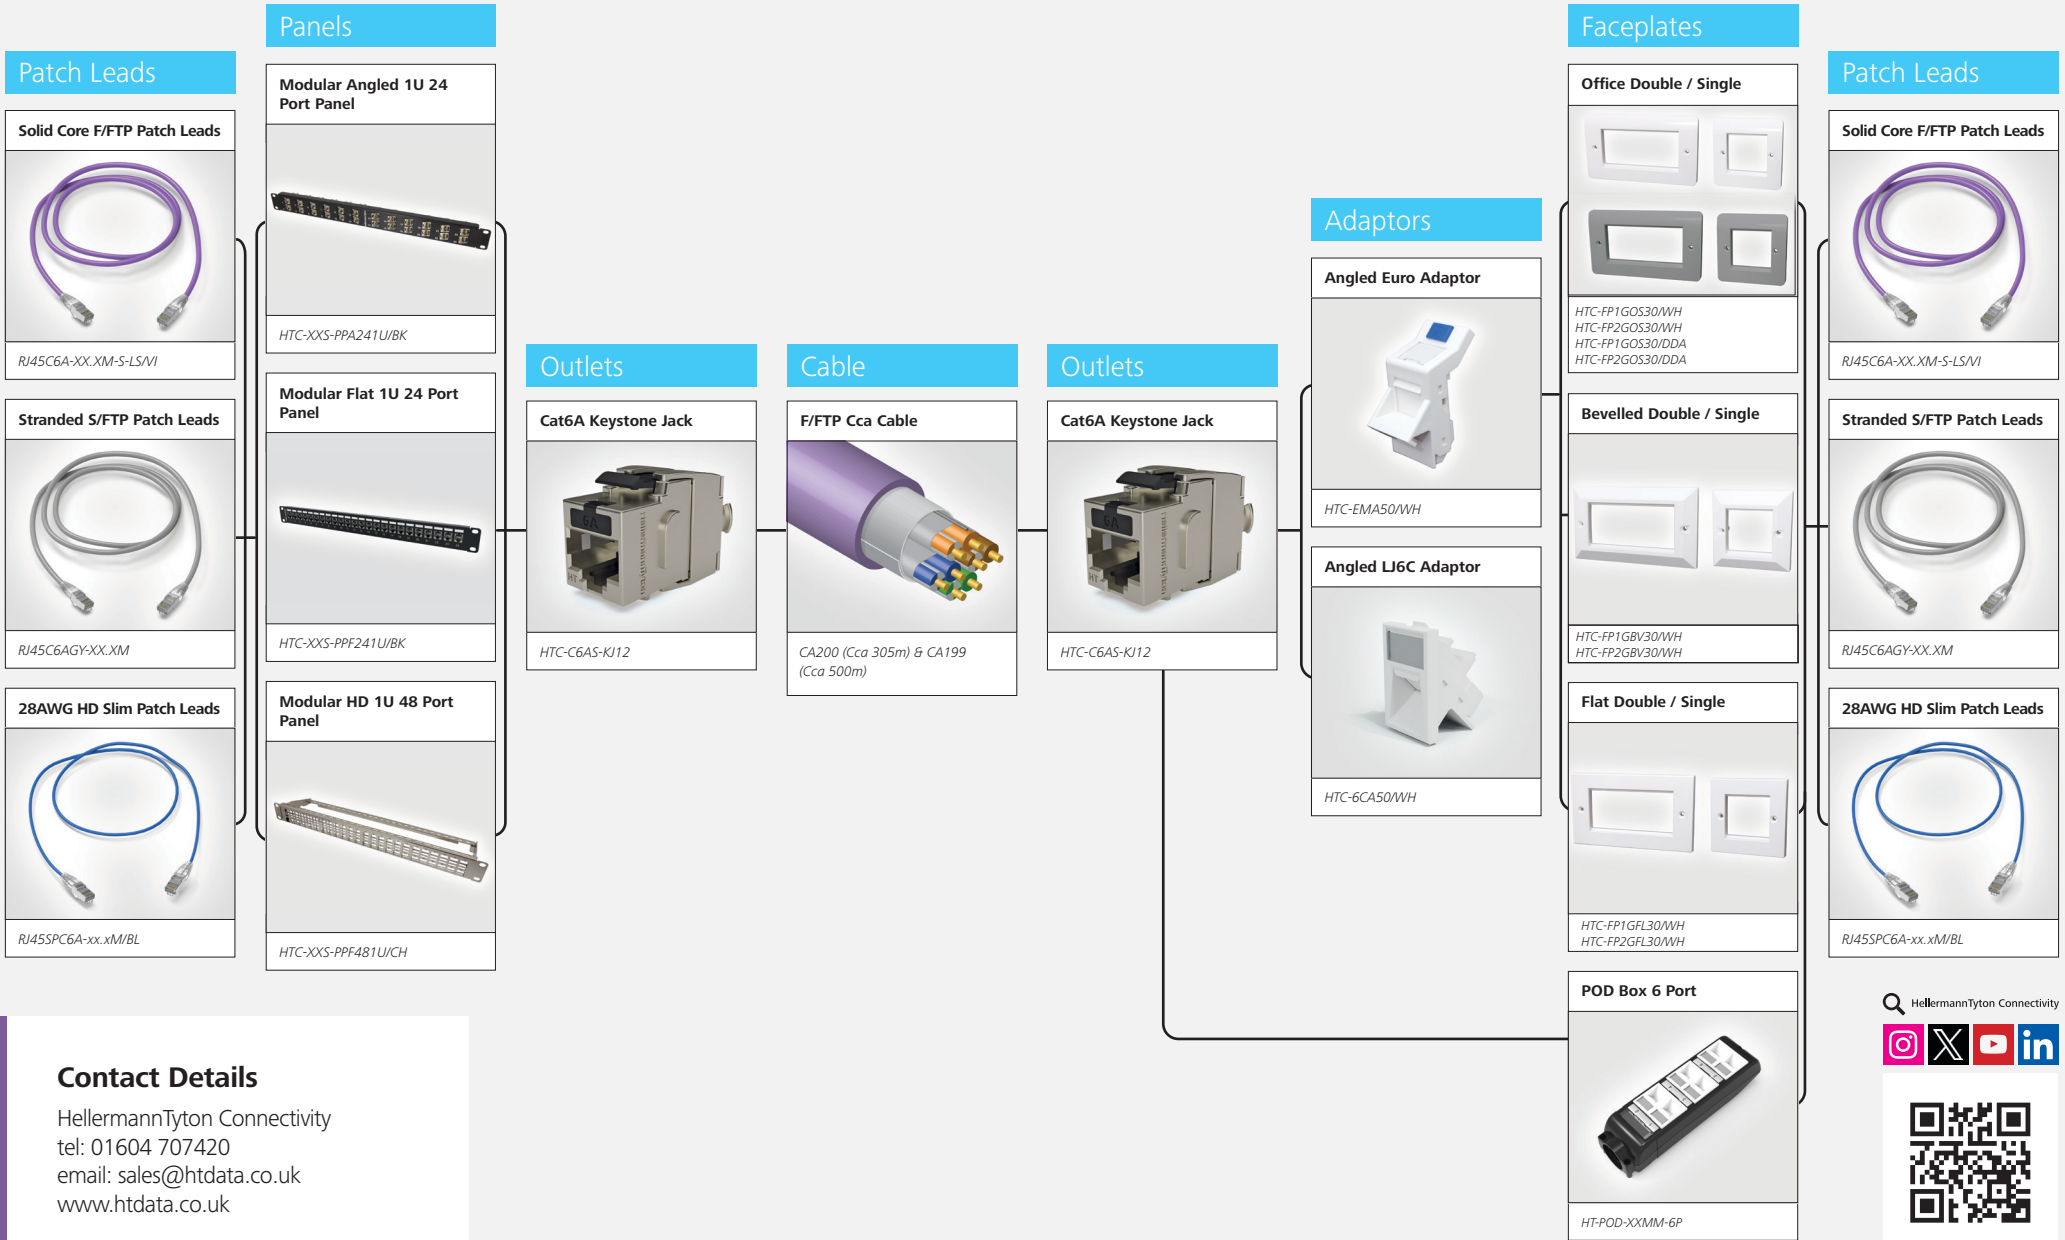 Patch Leads
Solid Core F/FTP Patch Leads
RJ45C6A-XX.XM-S-LS/VI
Stranded S/FTP Patch Leads
RJ45C6AGY-XX.XM
28AWG HD Slim Patch Leads
RJ45SPC6A-xx.xM/BL
Panels
Modular Angled 1U 24
Port Panel
HTC-XXS-PPA241U/BK
Modular Flat 1U 24 Port
Panel
HTC-XXS-PPF241U/BK
Modular HD 1U 48 Port
Panel
HTC-XXS-PPF481U/CH
Outlets
Cat6A Keystone Jack
6A
HT
HTC-C6AS-KJ12
Cable
F/FTP Cca Cable
CA200 (Cca 305m) & CA199
(Cca 500m)
Outlets
Cat6A Keystone Jack
6A
HT
HTC-C6AS-KJ12
Adaptors
Angled Euro Adaptor
HTC-EMA50/WH
Angled LJ6C Adaptor
HTC-6CA50/WH
Faceplates
Office Double / Single
HTC-FP1GOS30/WH
HTC-FP2GOS30/WH
HTC-FP1GOS30/DDA
HTC-FP2GOS30/DDA
Bevelled Double / Single
HTC-FP1GBV30/WH
HTC-FP2GBV30/WH
Flat Double / Single
HTC-FP1GFL30/WH
HTC-FP2GFL30/WH
POD Box 6 Port
HT-POD-XXMM-6P
Patch Leads
Solid Core F/FTP Patch Leads
RJ45C6A-XX.XM-S-LS/VI
Stranded S/FTP Patch Leads
RJ45C6AGY-XX.XM
28AWG HD Slim Patch Leads
RJ45SPC6A-xx.xM/BL
HellermannTyton Connectivity
Contact Details
HellermannTyton Connectivity
tel: 01604 707420
email: sales@htdata.co.uk
www.htdata.co.uk